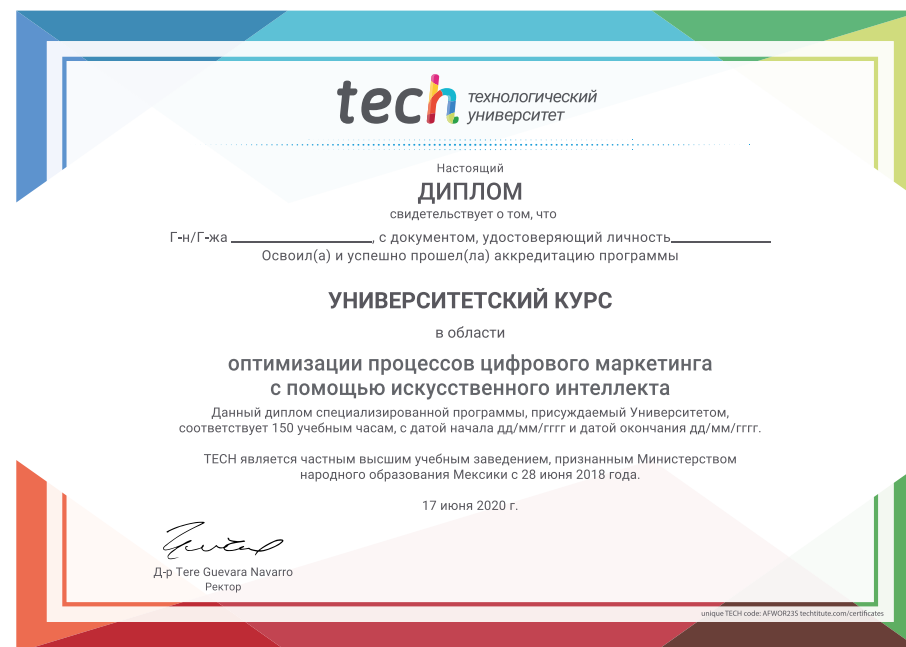 tech технологический
университет
Настоящий
ДИПЛОМ
свидетельствует о том, что
Г-н/Г-жа ____________________, с документом, удостоверяющий личность______________
Освоил(а) и успешно прошел(ла) аккредитацию программы
УНИВЕРСИТЕТСКИЙ КУРС
в области
оптимизации процессов цифрового маркетинга
с помощью искусственного интеллекта
Данный диплом специализированной программы, присуждаемый Университетом,
соответствует 150 учебным часам, с датой начала дд/мм/гггг и датой окончания дд/мм/гггг.
TECH является частным высшим учебным заведением, признанным Министерством
народного образования Мексики с 28 июня 2018 года.
17 июня 2020 г.
Д-р Tere Guevara Navarro
Ректор
unique TECH code: AFWOR23S techtitute.com/certificates